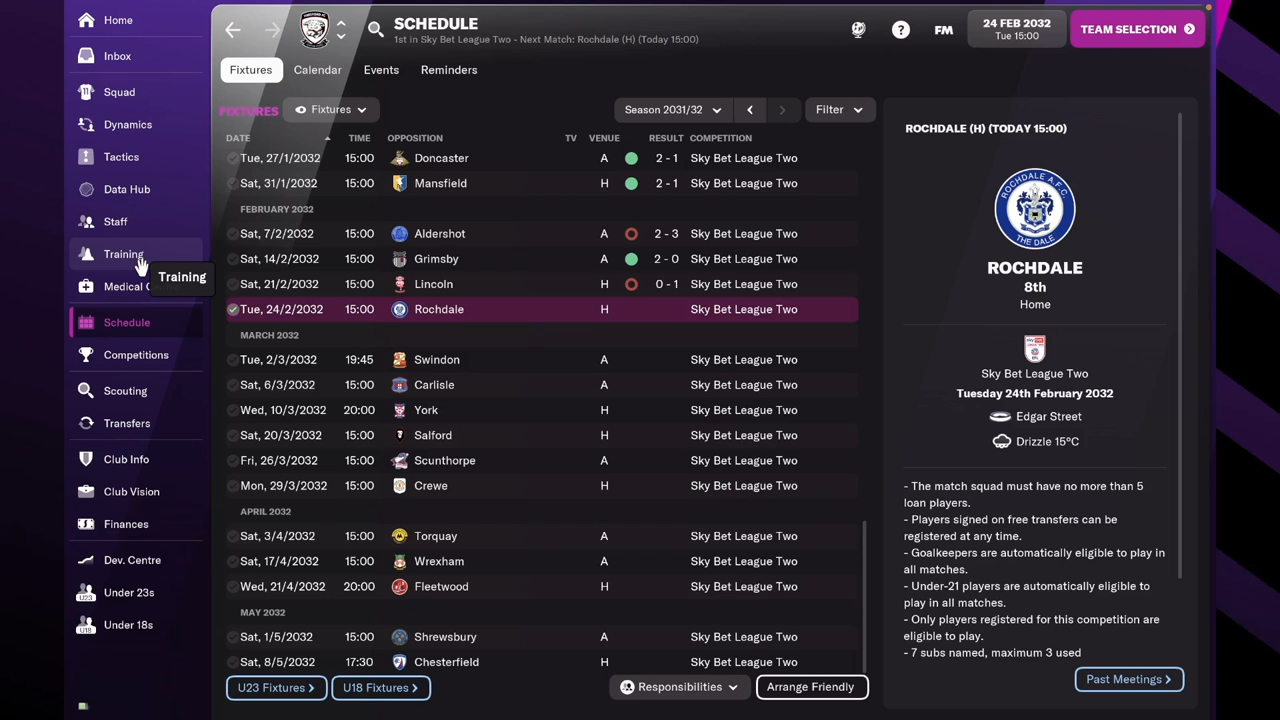 Home
Inbox
Squad
Dynamics
Tactics
Data Hub
Staff
Training
Training
Medical C
Schedule
Competitions
Scouting
Transfers
Club Info
Club Vision
Finances
Dev. Centre
U23 Under 23s
U18 Under 18s
SCHEDULE
1st in Sky Bet League Two - Next Match: Rochdale (H) (Today 15:00)
? FM
24 FEB 2032
Tue 15:00
TEAM SELECTION
Fixtures Calendar Events Reminders
FIXTURES Fixtures Season 2031/32 Filter
DATE TIME OPPOSITION TV VENUE RESULT COMPETITION
Tue, 27/1/2032 15:00 Doncaster A 2 - 1 Sky Bet League Two
Sat, 31/1/2032 15:00 Mansfield H 2 - 1 Sky Bet League Two
FEBRUARY 2032
Sat, 7/2/2032 15:00 Aldershot A 2 - 3 Sky Bet League Two
Sat, 14/2/2032 15:00 Grimsby A 2 - 0 Sky Bet League Two
Sat, 21/2/2032 15:00 Lincoln H 0 - 1 Sky Bet League Two
Tue, 24/2/2032 15:00 Rochdale H Sky Bet League Two
MARCH 2032
Tue, 2/3/2032 19:45 Swindon A Sky Bet League Two
Sat, 6/3/2032 15:00 Carlisle A Sky Bet League Two
Wed, 10/3/2032 20:00 York H Sky Bet League Two
Sat, 20/3/2032 15:00 Salford H Sky Bet League Two
Fri, 26/3/2032 15:00 Scunthorpe A Sky Bet League Two
Mon, 29/3/2032 15:00 Crewe H Sky Bet League Two
APRIL 2032
Sat, 3/4/2032 15:00 Torquay A Sky Bet League Two
Sat, 17/4/2032 15:00 Wrexham A Sky Bet League Two
Wed, 21/4/2032 20:00 Fleetwood H Sky Bet League Two
MAY 2032
Sat, 1/5/2032 15:00 Shrewsbury A Sky Bet League Two
Sat, 8/5/2032 17:30 Chesterfield H Sky Bet League Two
U23 Fixtures > U18 Fixtures > Responsibilities Arrange Friendly
ROCHDALE (H) (TODAY 15:00)
ROCHDALE A.F.C.
THE DALE
ROCHDALE
8th
Home
Sky Bet League Two
Tuesday 24th February 2032
Edgar Street
Drizzle 15°C
- The match squad must have no more than 5
loan players.
- Players signed on free transfers can be
registered at any time.
- Goalkeepers are automatically eligible to play in
all matches.
- Under-21 players are automatically eligible to
play in all matches.
- Only players registered for this competition are
eligible to play.
- 7 subs named, maximum 3 used
Past Meetings >